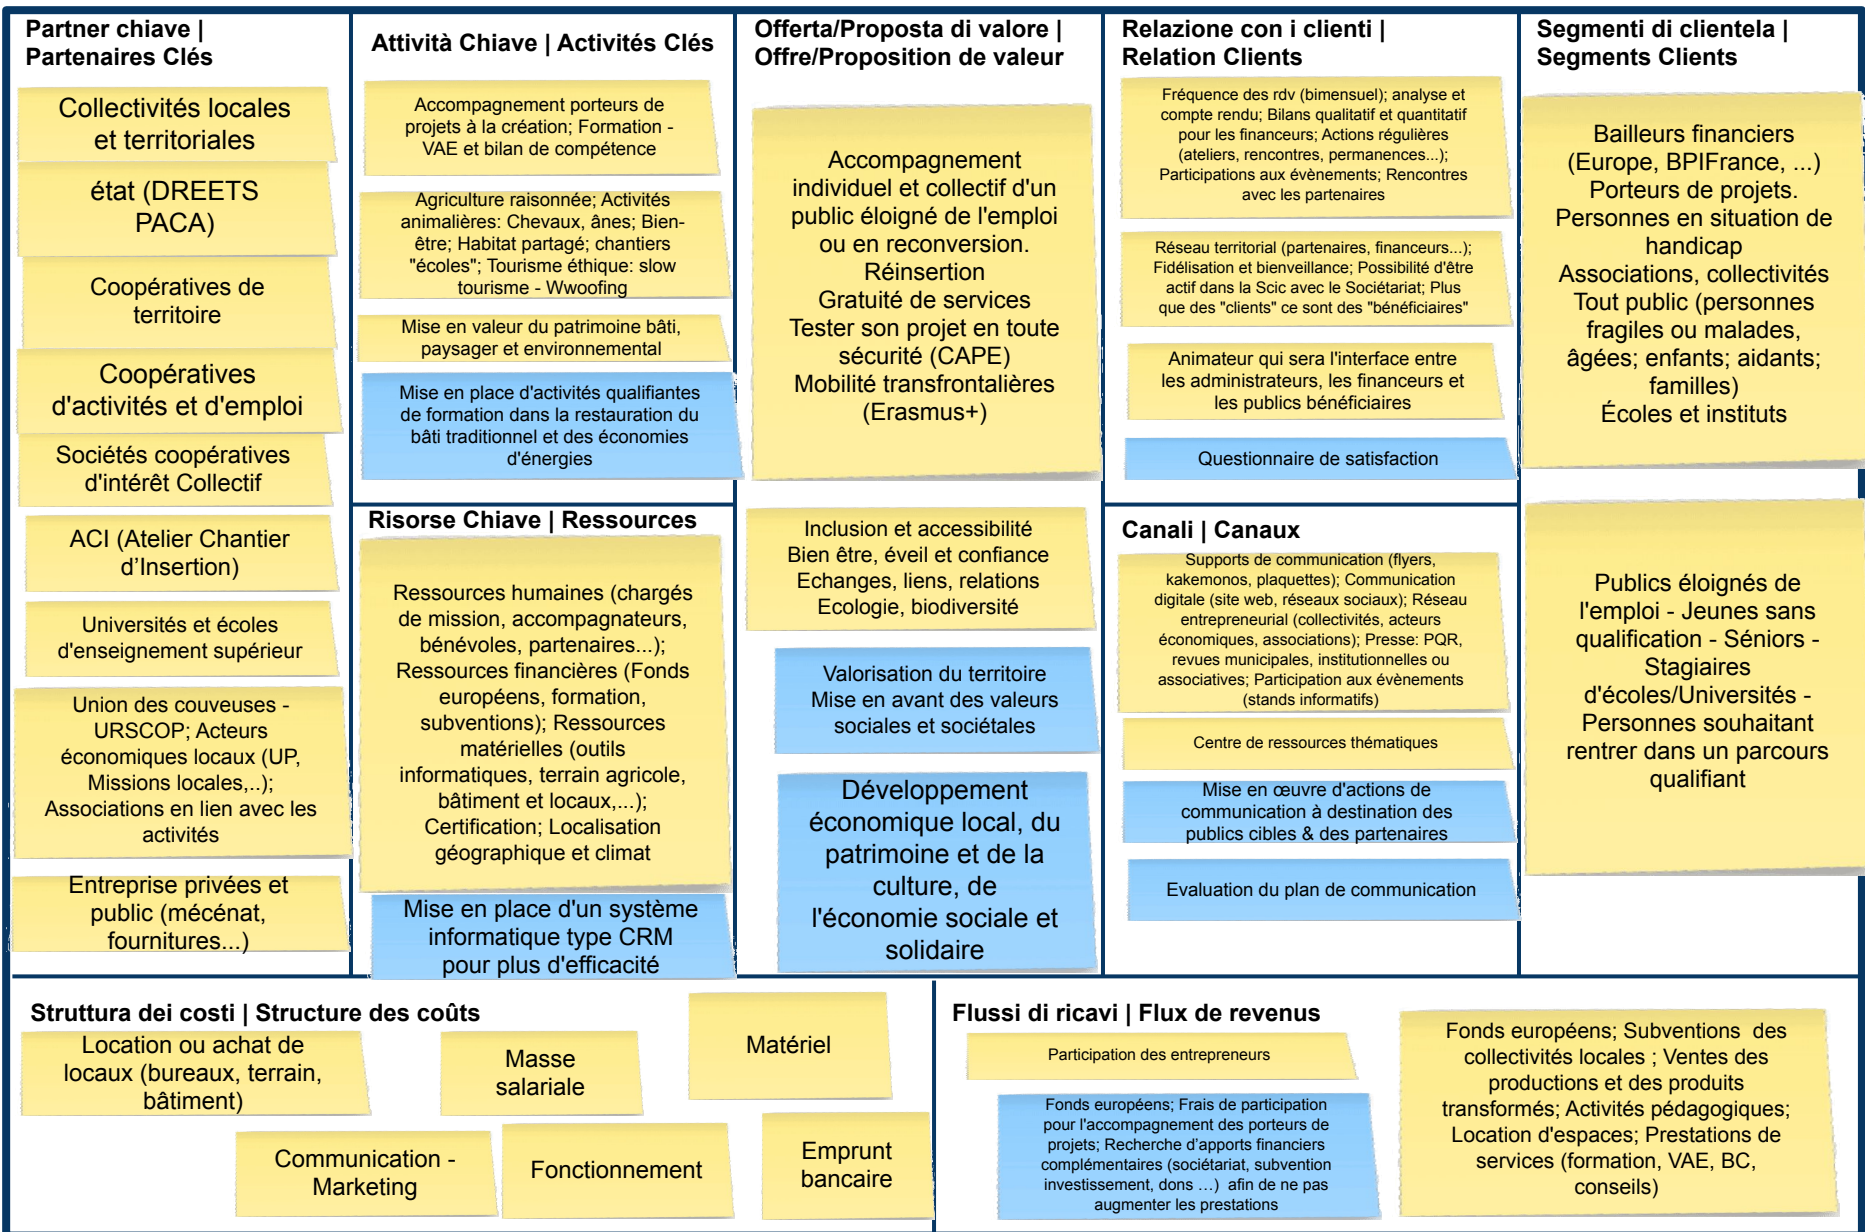 Partner chiave |
Partenaires Clés
Collectivités locales
et territoriales
état (DREETS
PACA)
Coopératives de
territoire
Coopératives
d'activités et d'emploi
Sociétés coopératives
d'intérêt Collectif
ACI (Atelier Chantier
d’Insertion)
Universités et écoles
d'enseignement supérieur
Union des couveuses -
URSCOP; Acteurs
économiques locaux (UP,
Missions locales,..);
Associations en lien avec les
activités
Entreprise privées et
public (mécénat,
fournitures...)
Attività Chiave | Activités Clés
Accompagnement porteurs de
projets à la création; Formation -
VAE et bilan de compétence
Agriculture raisonnée; Activités
animalières: Chevaux, ânes; Bien-
être; Habitat partagé; chantiers
"écoles"; Tourisme éthique: slow
tourisme - Wwoofing
Mise en valeur du patrimoine bâti,
paysager et environnemental
Mise en place d'activités qualifiantes
de formation dans la restauration du
bâti traditionnel et des économies
d'énergies
Risorse Chiave | Ressources
Ressources humaines (chargés
de mission, accompagnateurs,
bénévoles, partenaires...);
Ressources financières (Fonds
européens, formation,
subventions); Ressources
matérielles (outils
informatiques, terrain agricole,
bâtiment et locaux,...);
Certification; Localisation
géographique et climat
Mise en place d'un système
informatique type CRM
pour plus d'efficacité
Offerta/Proposta di valore |
Offre/Proposition de valeur
Accompagnement
individuel et collectif d'un
public éloigné de l'emploi
ou en reconversion.
Réinsertion
Gratuité de services
Tester son projet en toute
sécurité (CAPE)
Mobilité transfrontalières
(Erasmus+)
Inclusion et accessibilité
Bien être, éveil et confiance
Echanges, liens, relations
Ecologie, biodiversité
Valorisation du territoire
Mise en avant des valeurs
sociales et sociétales
Développement
économique local, du
patrimoine et de la
culture, de
l'économie sociale et
solidaire
Relazione con i clienti |
Relation Clients
Fréquence des rdv (bimensuel); analyse et
compte rendu; Bilans qualitatif et quantitatif
pour les financeurs; Actions régulières
(ateliers, rencontres, permanences...);
Participations aux évènements; Rencontres
avec les partenaires
Réseau territorial (partenaires, financeurs...);
Fidélisation et bienveillance; Possibilité d'être
actif dans la Scic avec le Sociétariat; Plus
que des "clients" ce sont des "bénéficiaires"
Animateur qui sera l'interface entre
les administrateurs, les financeurs et
les publics bénéficiaires
Questionnaire de satisfaction
Canali | Canaux
Supports de communication (flyers,
kakemonos, plaquettes); Communication
digitale (site web, réseaux sociaux); Réseau
entrepreneurial (collectivités, acteurs
économiques, associations); Presse: PQR,
revues municipales, institutionnelles ou
associatives; Participation aux évènements
(stands informatifs)
Centre de ressources thématiques
Mise en œuvre d'actions de
communication à destination des
publics cibles & des partenaires
Evaluation du plan de communication
Segmenti di clientela |
Segments Clients
Bailleurs financiers
(Europe, BPIFrance, ...)
Porteurs de projets.
Personnes en situation de
handicap
Associations, collectivités
Tout public (personnes
fragiles ou malades,
âgées; enfants; aidants;
familles)
Écoles et instituts
Publics éloignés de
l'emploi - Jeunes sans
qualification - Séniors -
Stagiaires
d'écoles/Universités -
Personnes souhaitant
rentrer dans un parcours
qualifiant
Struttura dei costi | Structure des coûts
Location ou achat de
locaux (bureaux, terrain,
bâtiment)
Masse
salariale
Matériel
Communication -
Marketing
Fonctionnement
Emprunt
bancaire
Flussi di ricavi | Flux de revenus
Participation des entrepreneurs
Fonds européens; Frais de participation
pour l'accompagnement des porteurs de
projets; Recherche d’apports financiers
complémentaires (sociétariat, subvention
investissement, dons …) afin de ne pas
augmenter les prestations
Fonds européens; Subventions des
collectivités locales ; Ventes des
productions et des produits
transformés; Activités pédagogiques;
Location d'espaces; Prestations de
services (formation, VAE, BC,
conseils)